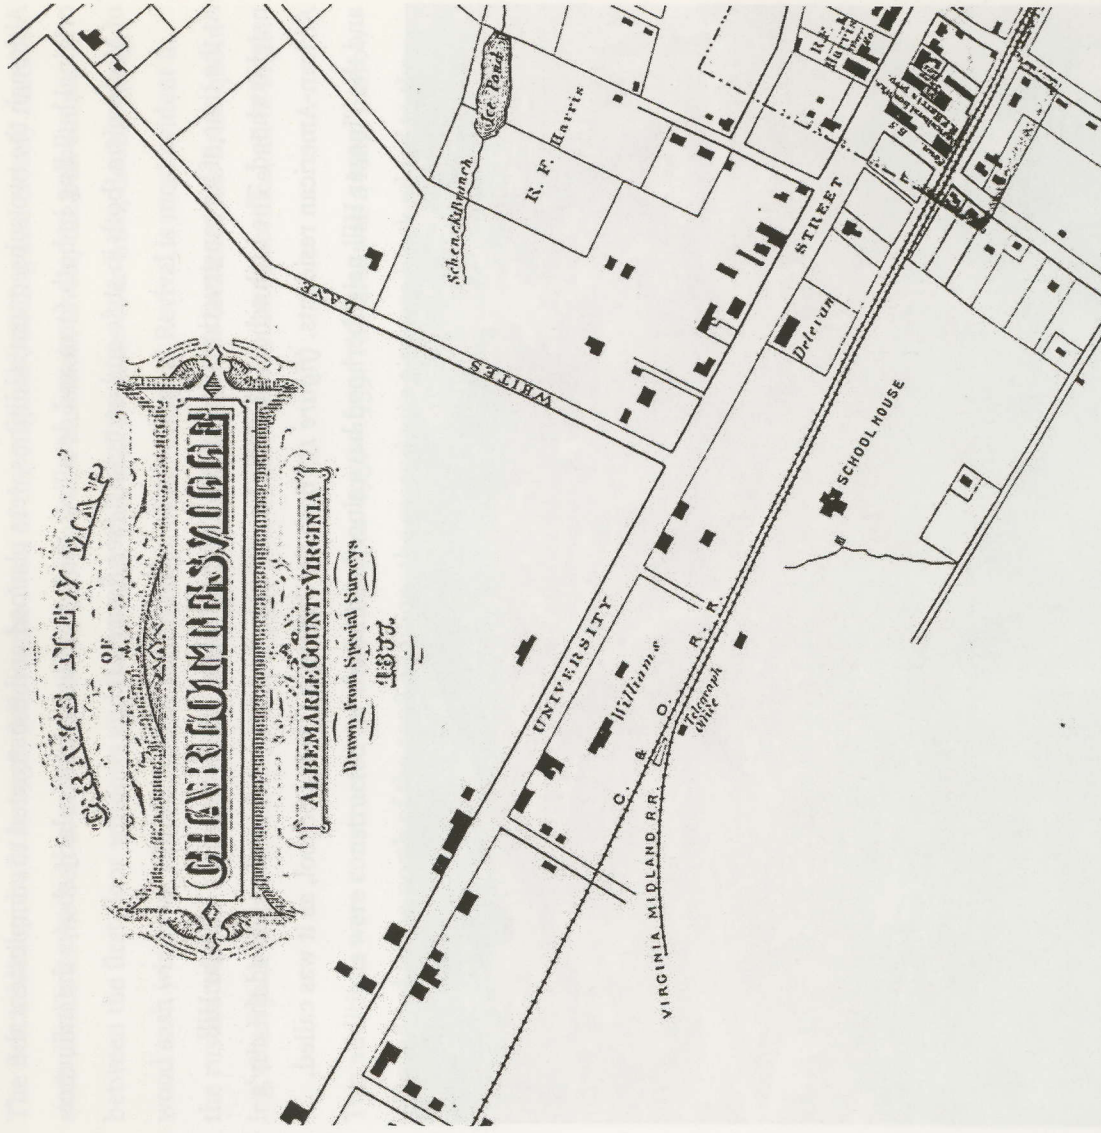 GRAY'S NEW MAP
OF
CHARLOTTESVILLE
ALBEMARLE COUNTY VIRGINIA
Drawn from Special Surveys
1877
Ice Pond
Schenck's Branch
R. F. Harris
R. F.
LANE
WRITES
STREET
Delevan
SCHOOL HOUSE
UNIVERSITY
Williams
C. & O. R. R.
Telegraph
Office
VIRGINIA MIDLAND R.R.
B.S.